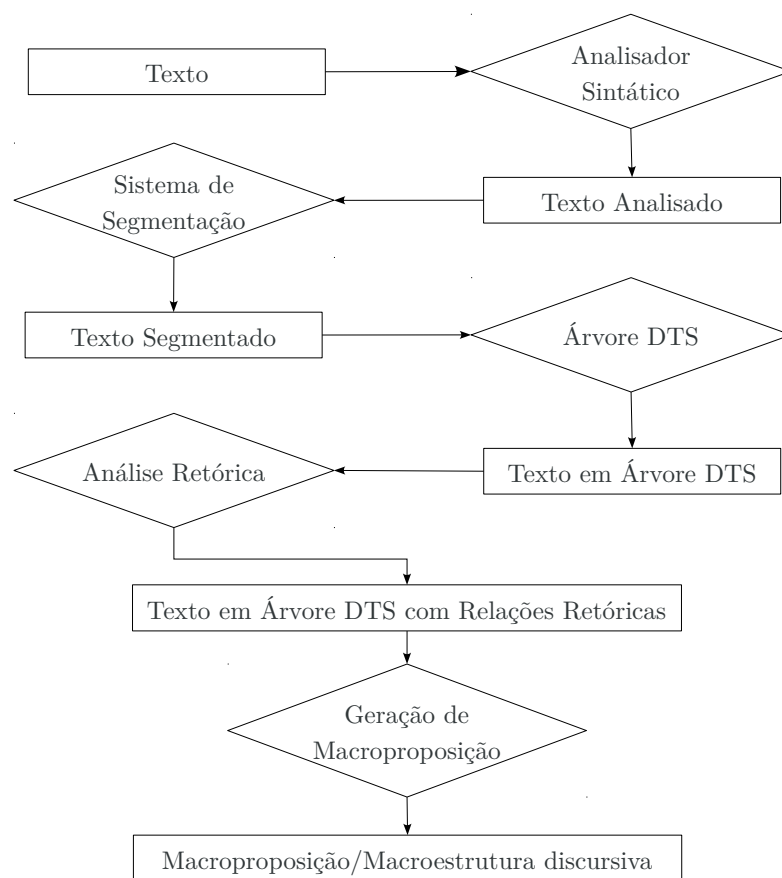 Texto
Analisador
Sintático
Texto Analisado
Sistema de
Segmentação
Texto Segmentado
Árvore DTS
Texto em Árvore DTS
Análise Retórica
Texto em Árvore DTS com Relações Retóricas
Geração de
Macroproposição
Macroproposição/Macroestrutura discursiva